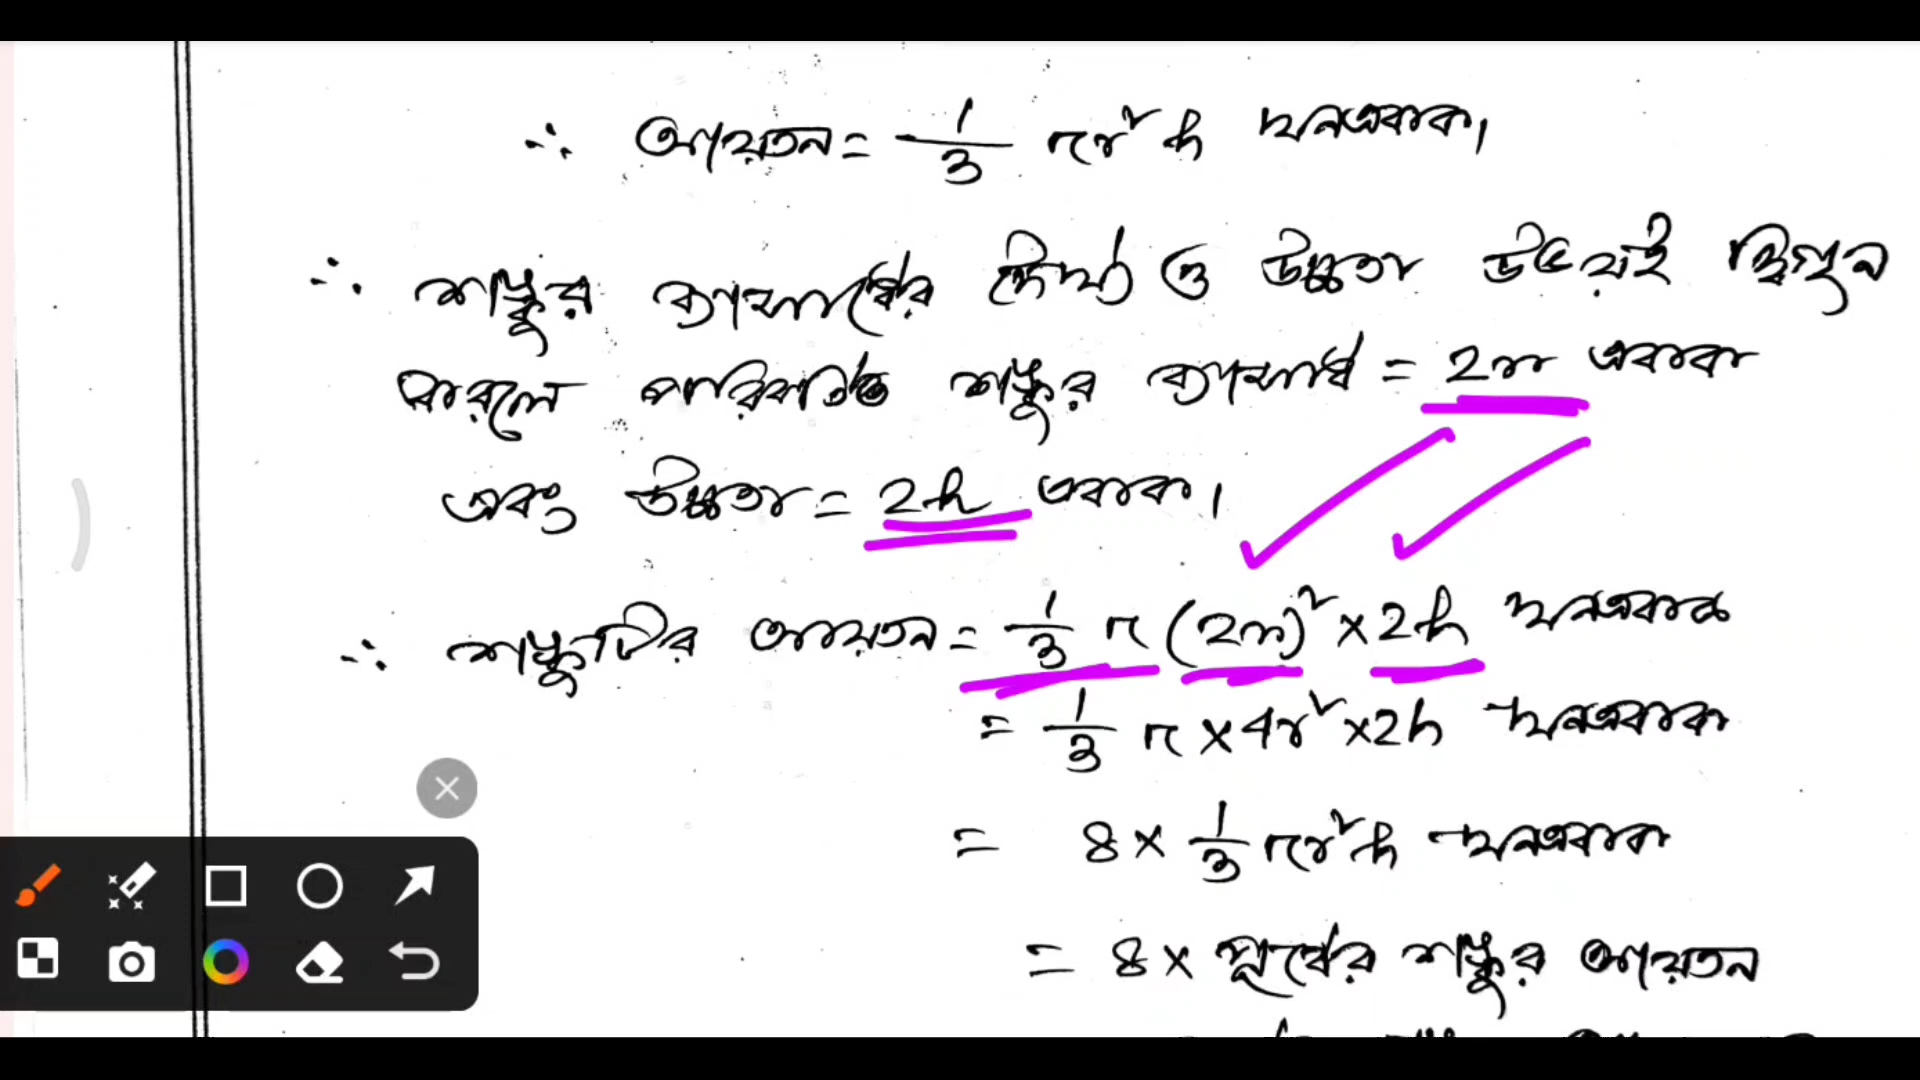 ∴ আয়তন = 1/3 πr²h ঘনএকক।
∴ শঙ্কুর ব্যাসার্ধের দৈর্ঘ্য ও উচ্চতা উভয়ই দ্বিগুন
করলে পরিবর্তিত শঙ্কুর ব্যাসার্ধ = 2r একক
এবং উচ্চতা = 2h একক।
∴ শঙ্কুটির আয়তন = 1/3 π (2r)² × 2h ঘনএকক
= 1/3 π × 4r² × 2h ঘনএকক
= 8 × 1/3 πr²h ঘনএকক
= 8 × পূর্বের শঙ্কুর আয়তন